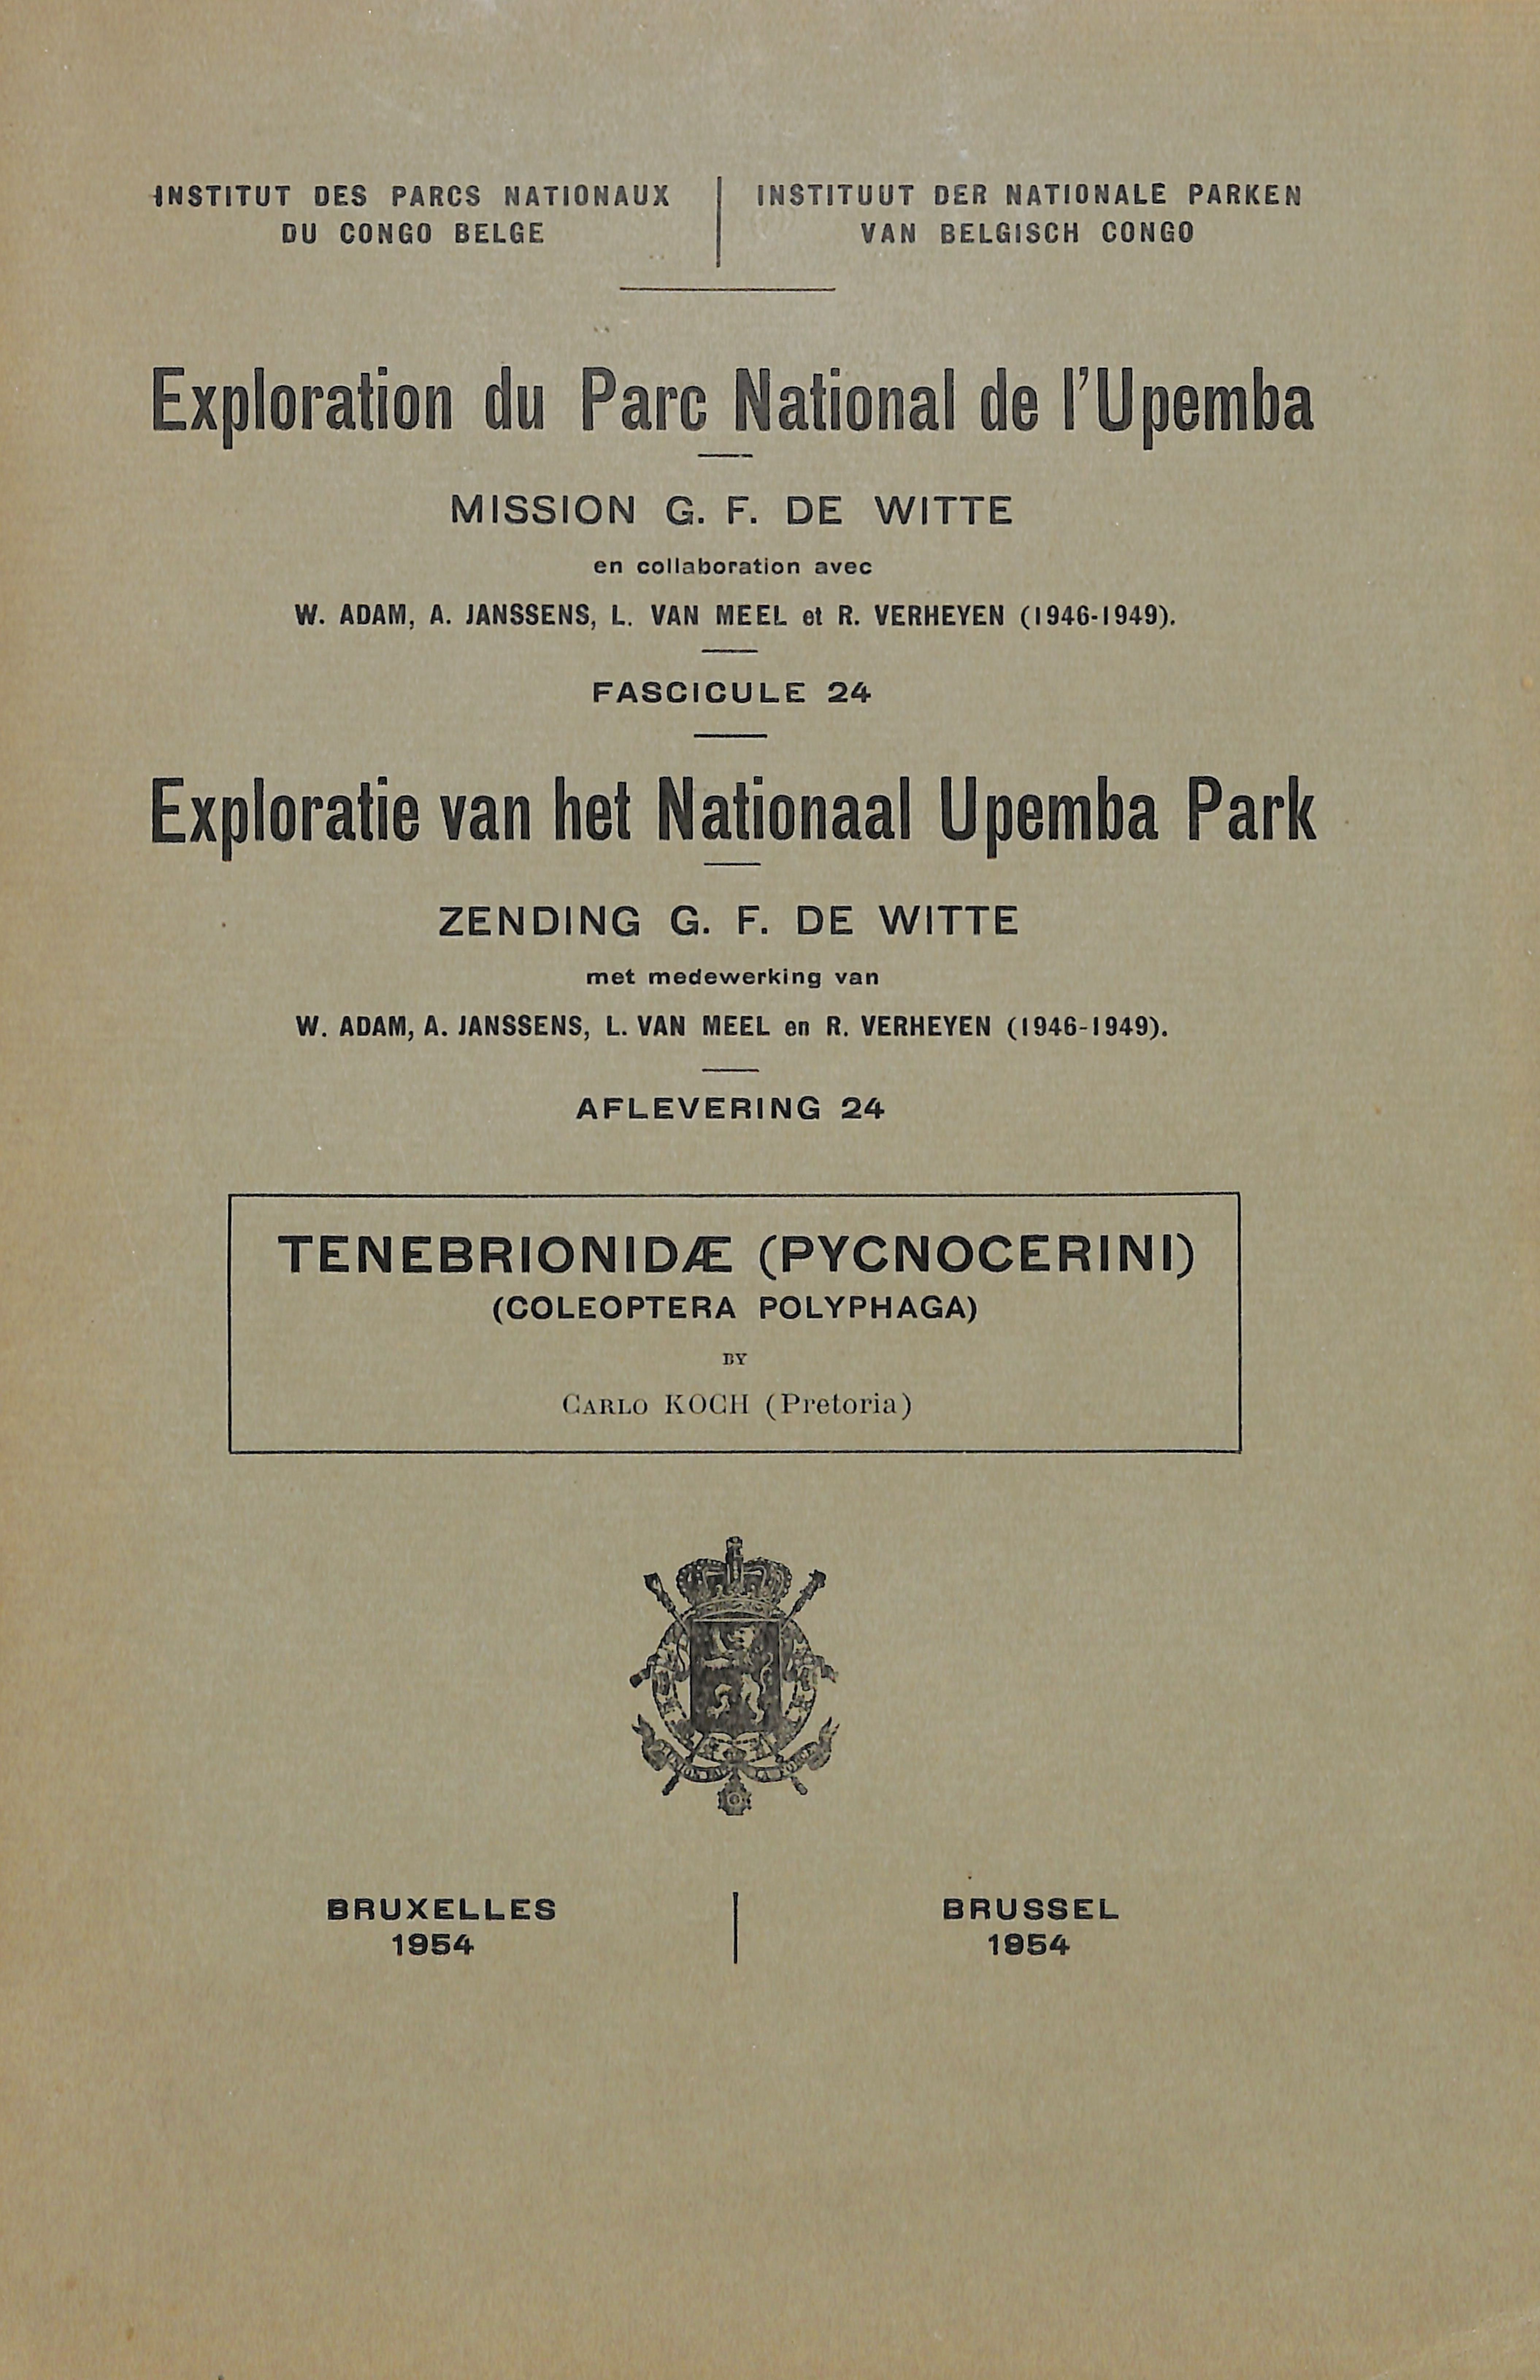 INSTITUT DES PARCS NATIONAUX
DU CONGO BELGE
INSTITUUT DER NATIONALE PARKEN
VAN BELGISCH CONGO
Exploration du Parc National de l'Upemba
MISSION G. F. DE WITTE
en collaboration avec
W. ADAM, A. JANSSENS, L. VAN MEEL et R. VERHEYEN (1946-1949).
FASCICULE 24
Exploratie van het Nationaal Upemba Park
ZENDING G. F. DE WITTE
met medewerking van
W. ADAM, A. JANSSENS, L. VAN MEEL en R. VERHEYEN (1946-1949).
AFLEVERING 24
TENEBRIONIDÆ (PYCNOCERINI)
(COLEOPTERA POLYPHAGA)
BY
CARLO KOCH (Pretoria)
BRUXELLES
1954
BRUSSEL
1954